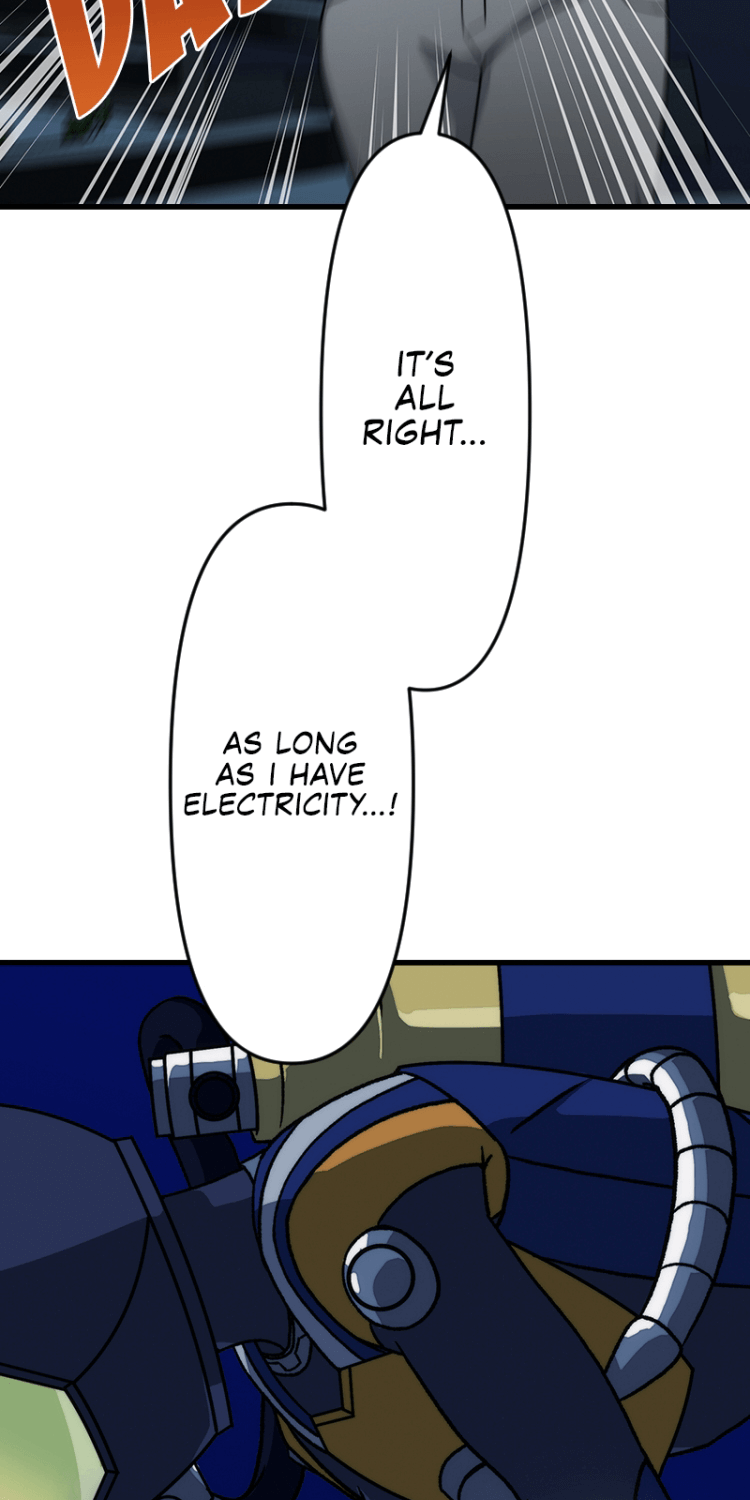 IT'S
ALL
RIGHT...
AS LONG
AS I HAVE
ELECTRICITY...!